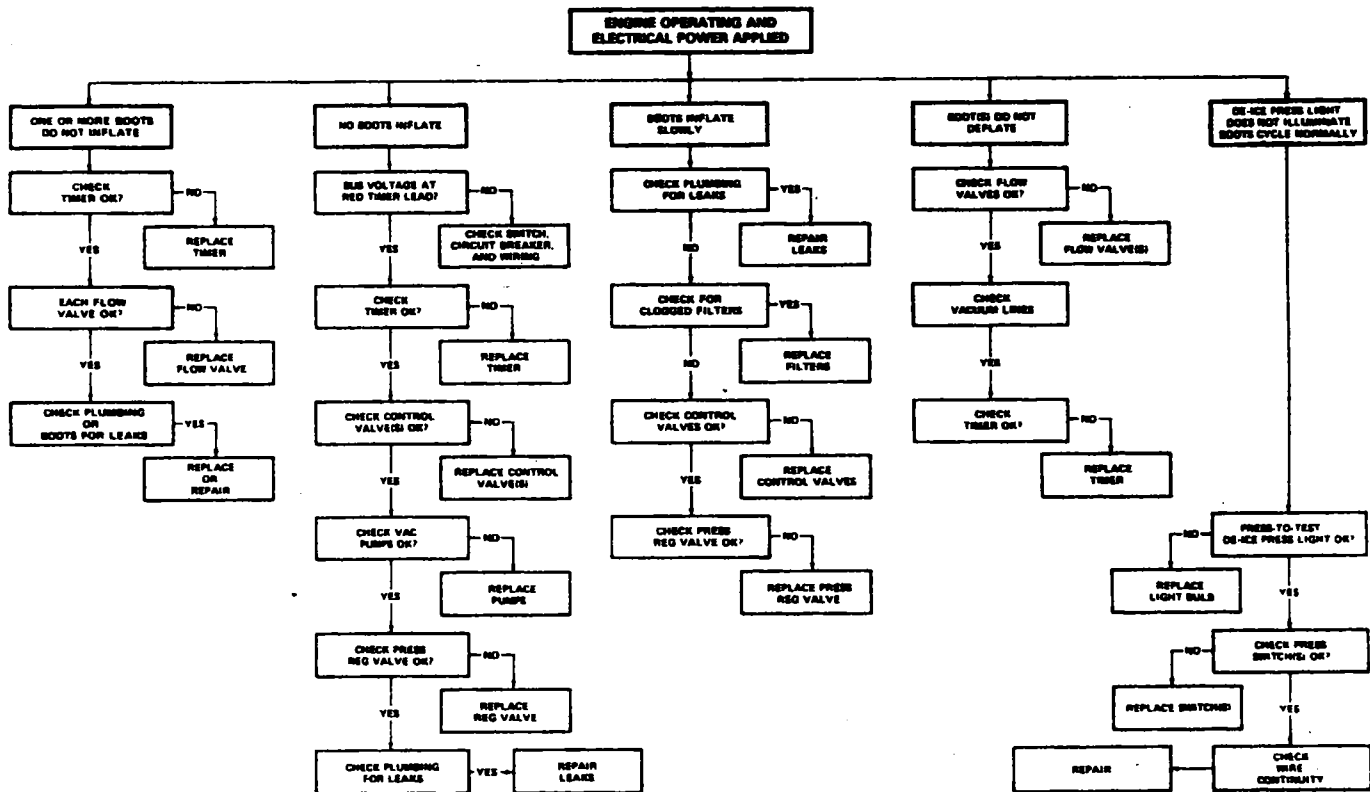 ENGINE OPERATING AND
ELECTRICAL POWER APPLIED
ONE OR MORE BOOTS
DO NOT INFLATE
CHECK
TIMER OK?
NO
REPLACE
TIMER
YES
EACH FLOW
VALVE OK?
NO
REPLACE
FLOW VALVE
YES
CHECK PLUMBING
OR
BOOTS FOR LEAKS
YES
REPLACE
OR
REPAIR
NO BOOTS INFLATE
BUS VOLTAGE AT
RED TIMER LEAD?
NO
CHECK SWITCH,
CIRCUIT BREAKER,
AND WIRING
YES
CHECK
TIMER OK?
NO
REPLACE
TIMER
YES
CHECK CONTROL
VALVE(S) OK?
NO
REPLACE CONTROL
VALVE(S)
YES
CHECK VAC
PUMPS OK?
NO
REPLACE
PUMPS
YES
CHECK PRESS
REG VALVE OK?
NO
REPLACE
REG VALVE
YES
CHECK PLUMBING
FOR LEAKS
YES
REPAIR
LEAKS
BOOTS INFLATE
SLOWLY
CHECK PLUMBING
FOR LEAKS
YES
REPAIR
LEAKS
NO
CHECK FOR
CLOGGED FILTERS
YES
REPLACE
FILTERS
NO
CHECK CONTROL
VALVES OK?
NO
REPLACE
CONTROL VALVES
YES
CHECK PRESS
REG VALVE OK?
NO
REPLACE PRESS
REG VALVE
BOOT(S) DO NOT
DEFLATE
CHECK FLOW
VALVES OK?
NO
REPLACE
FLOW VALVE(S)
YES
CHECK
VACUUM LINES
YES
CHECK
TIMER OK?
NO
REPLACE
TIMER
DE-ICE PRESS LIGHT
DOES NOT ILLUMINATE
BOOTS CYCLE NORMALLY
PRESS-TO-TEST
DE-ICE PRESS LIGHT OK?
NO
REPLACE
LIGHT BULB
YES
CHECK PRESS
SWITCH(S) OK?
NO
REPLACE SWITCH(S)
YES
CHECK
WIRE
CONTINUITY
REPAIR